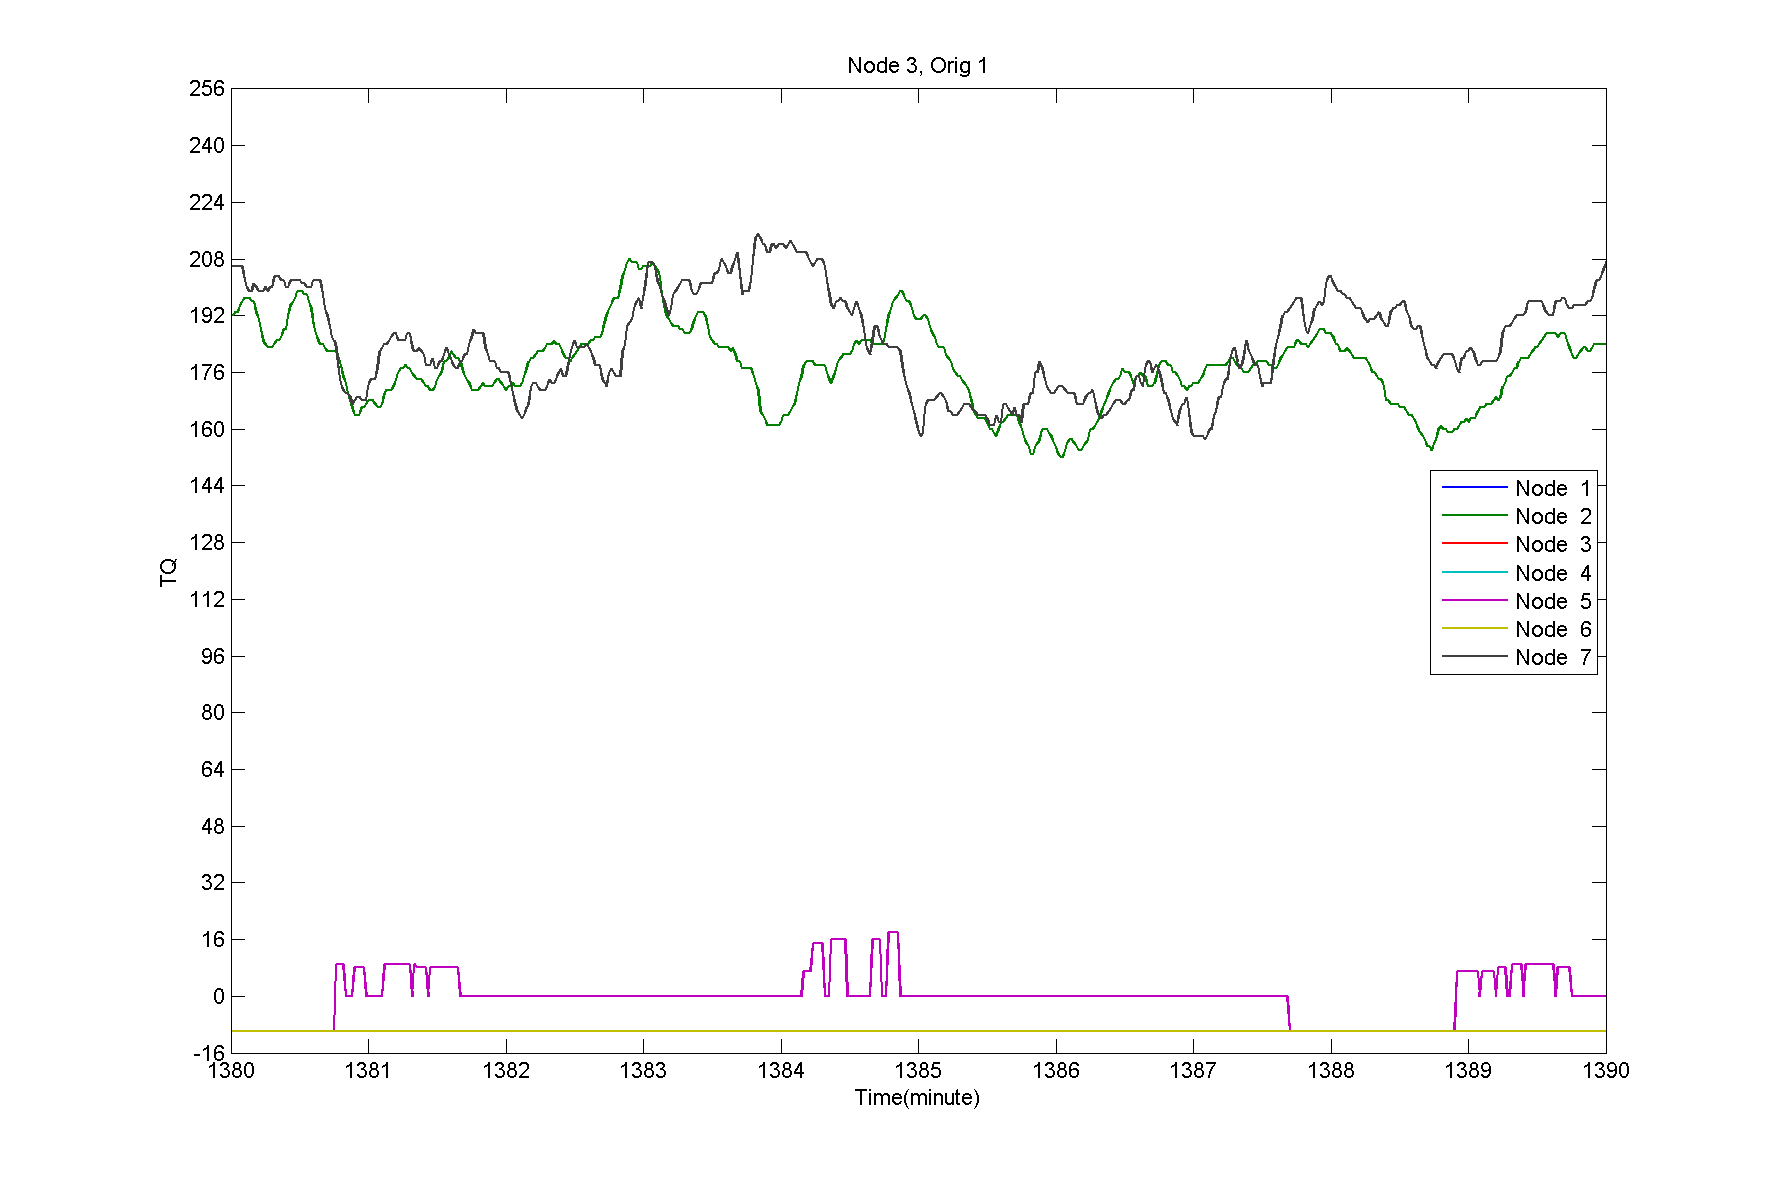 Node 3, Orig 1
256
240
224
208
192
176
160
144
128
112
96
80
64
48
32
16
0
-16
TQ
Node 1
Node 2
Node 3
Node 4
Node 5
Node 6
Node 7
1380 1381 1382 1383 1384 1385 1386 1387 1388 1389 1390
Time(minute)